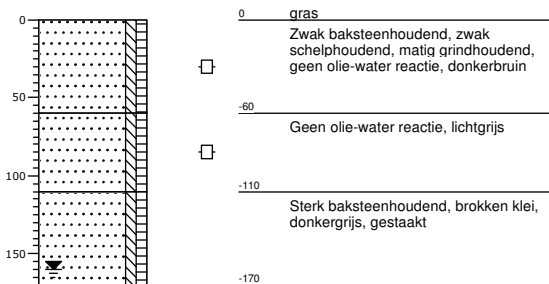 0
50
100
150
0 gras
Zwak baksteenhoudend, zwak
schelphoudend, matig grindhoudend,
geen olie-water reactie, donkerbruin
-60
Geen olie-water reactie, lichtgrijs
-110
Sterk baksteenhoudend, brokken klei,
donkergrijs, gestaakt
-170